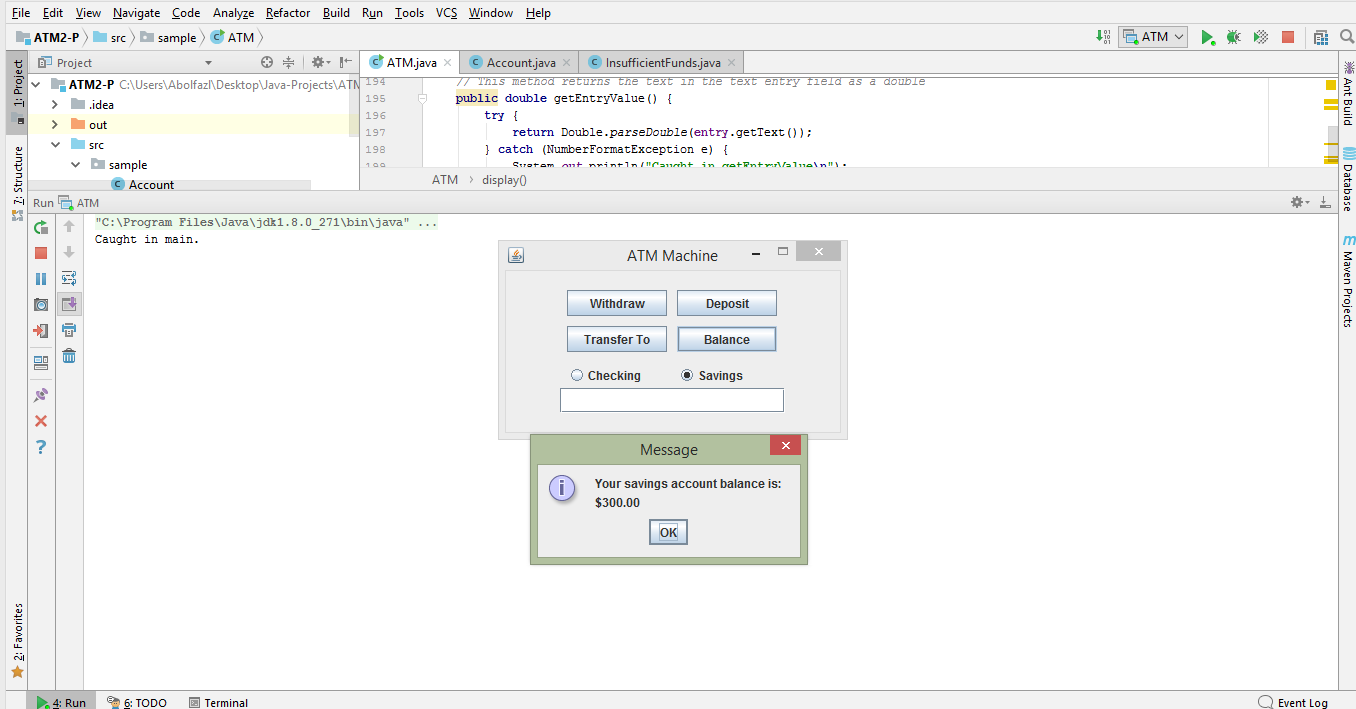 File Edit View Navigate Code Analyze Refactor Build Run Tools VCS Window Help
ATM2-P src sample ATM
ATM
1: Project
7: Structure
2: Favorites
Project
ATM2-P C:\Users\Abolfazl\Desktop\Java-Projects\ATM
.idea
out
src
sample
Account
ATM.java Account.java InsufficientFunds.java
194 // This method returns the text in the text entry field as a double
195 public double getEntryValue() {
196 try {
197 return Double.parseDouble(entry.getText());
198 } catch (NumberFormatException e) {
199 System.out.println("Caught in getEntryValue\n");
ATM display()
Ant Build
Database
Maven Projects
Run ATM
"C:\Program Files\Java\jdk1.8.0_271\bin\java" ...
Caught in main.
ATM Machine
Withdraw Deposit
Transfer To Balance
Checking Savings
Message
Your savings account balance is:
$300.00
OK
4: Run 6: TODO Terminal Event Log